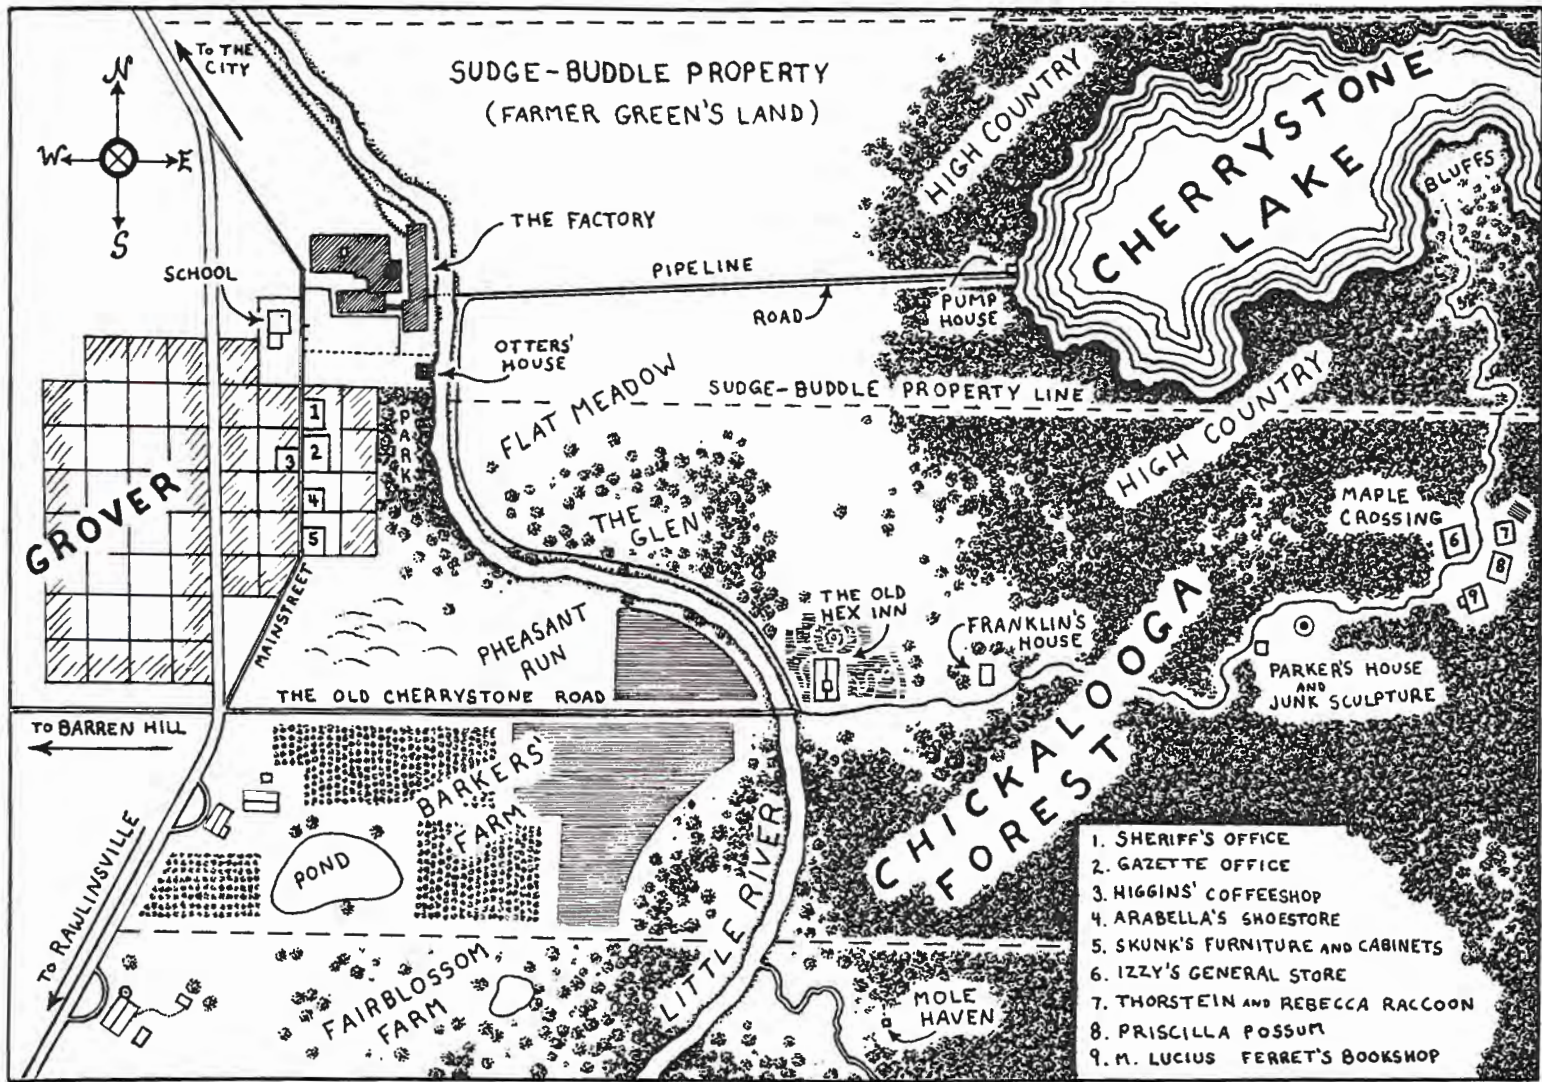 TO THE
CITY
SUDGE-BUDDLE PROPERTY
(FARMER GREEN'S LAND)
HIGH COUNTRY
CHERRYSTONE
LAKE
BLUFFS
N
W
E
S
THE FACTORY
SCHOOL
PIPELINE
ROAD
PUMP
HOUSE
OTTERS'
HOUSE
FLAT MEADOW
SUDGE-BUDDLE PROPERTY LINE
HIGH COUNTRY
PARK
1
2
3
4
5
GROVER
THE
GLEN
MAPLE
CROSSING
6
7
8
9
MAINSTREET
PHEASANT
RUN
THE OLD
HEX INN
FRANKLIN'S
HOUSE
PARKER'S HOUSE
AND
JUNK SCULPTURE
THE OLD CHERRYSTONE ROAD
TO BARREN HILL
CHICKALOOGA
FOREST
BARKERS'
FARM
POND
TO RAWLINSVILLE
LITTLE RIVER
FAIRBLOSSOM
FARM
MOLE
HAVEN
1. SHERIFF'S OFFICE
2. GAZETTE OFFICE
3. HIGGINS' COFFEESHOP
4. ARABELLA'S SHOESTORE
5. SKUNK'S FURNITURE AND CABINETS
6. IZZY'S GENERAL STORE
7. THORSTEIN AND REBECCA RACCOON
8. PRISCILLA POSSUM
9. M. LUCIUS FERRET'S BOOKSHOP